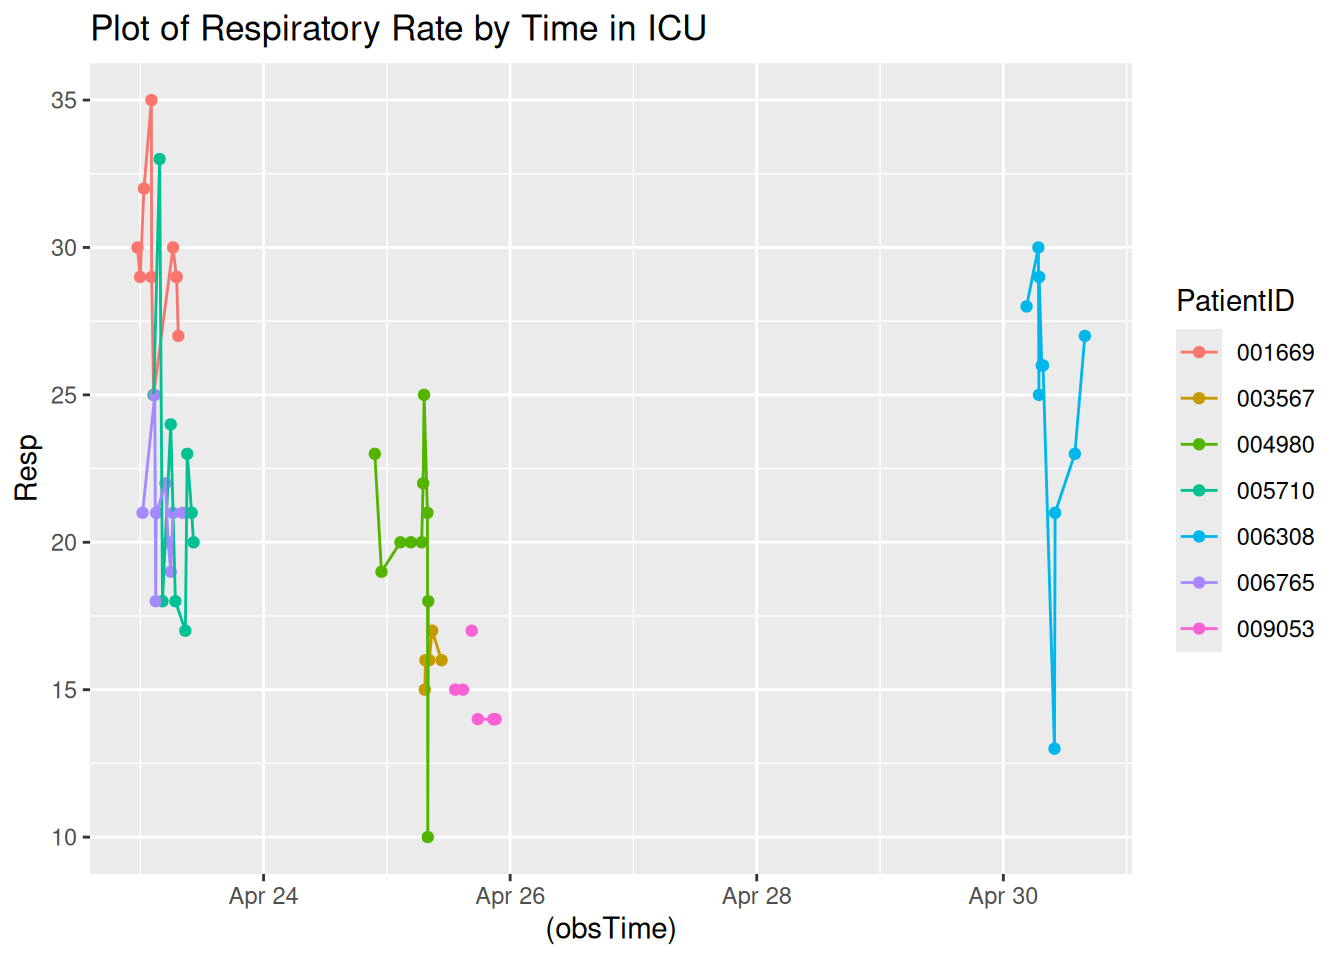 Plot of Respiratory Rate by Time in ICU
35
30
25
20
15
10
Resp
Apr 24
Apr 26
Apr 28
Apr 30
(obsTime)
PatientID
001669
003567
004980
005710
006308
006765
009053